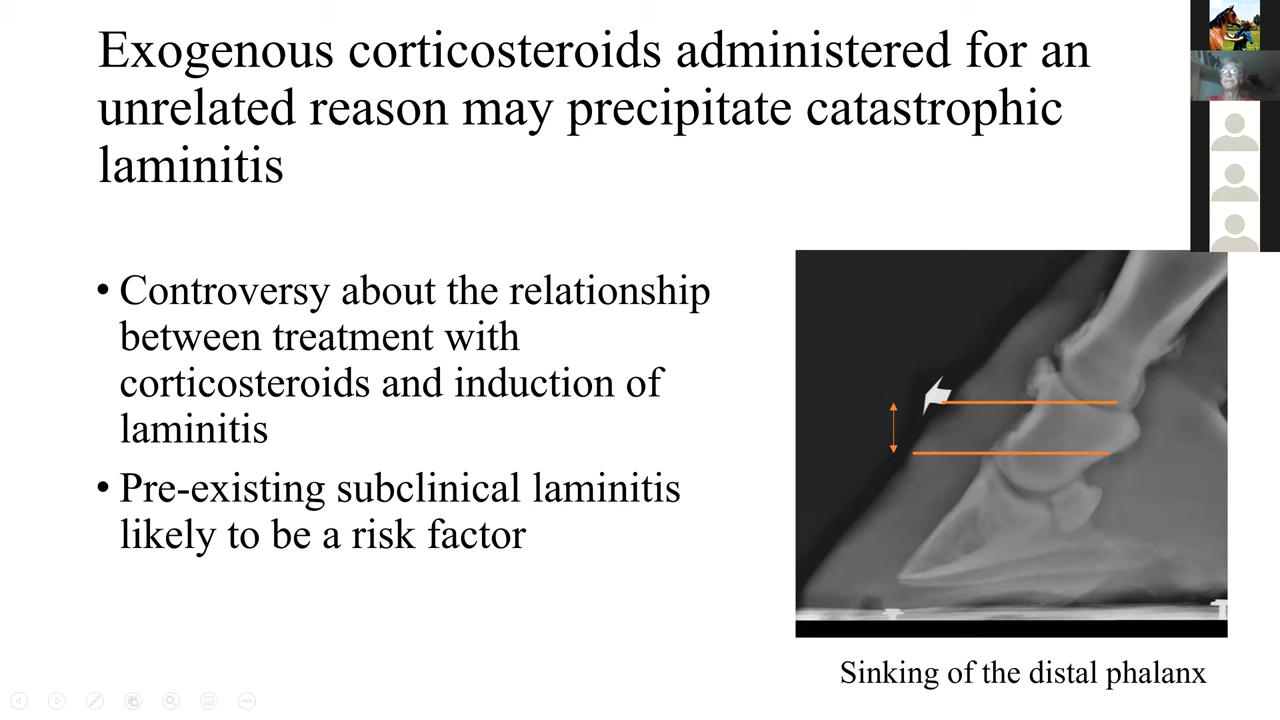 Exogenous corticosteroids administered for an
unrelated reason may precipitate catastrophic
laminitis
• Controversy about the relationship
between treatment with
corticosteroids and induction of
laminitis
• Pre-existing subclinical laminitis
likely to be a risk factor
Sinking of the distal phalanx